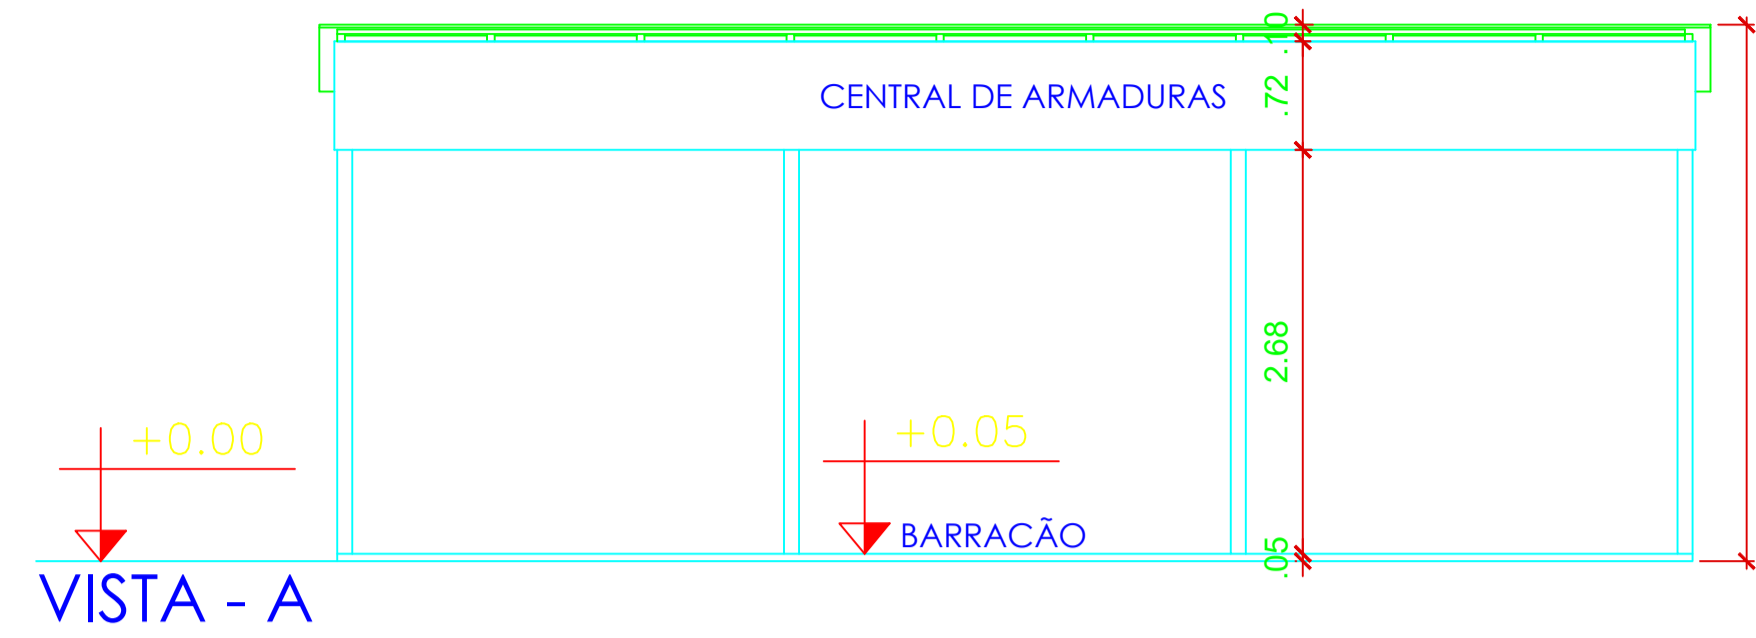 .10
CENTRAL DE ARMADURAS
.72
2.68
+0.00
+0.05
BARRACÃO
.05
VISTA - A